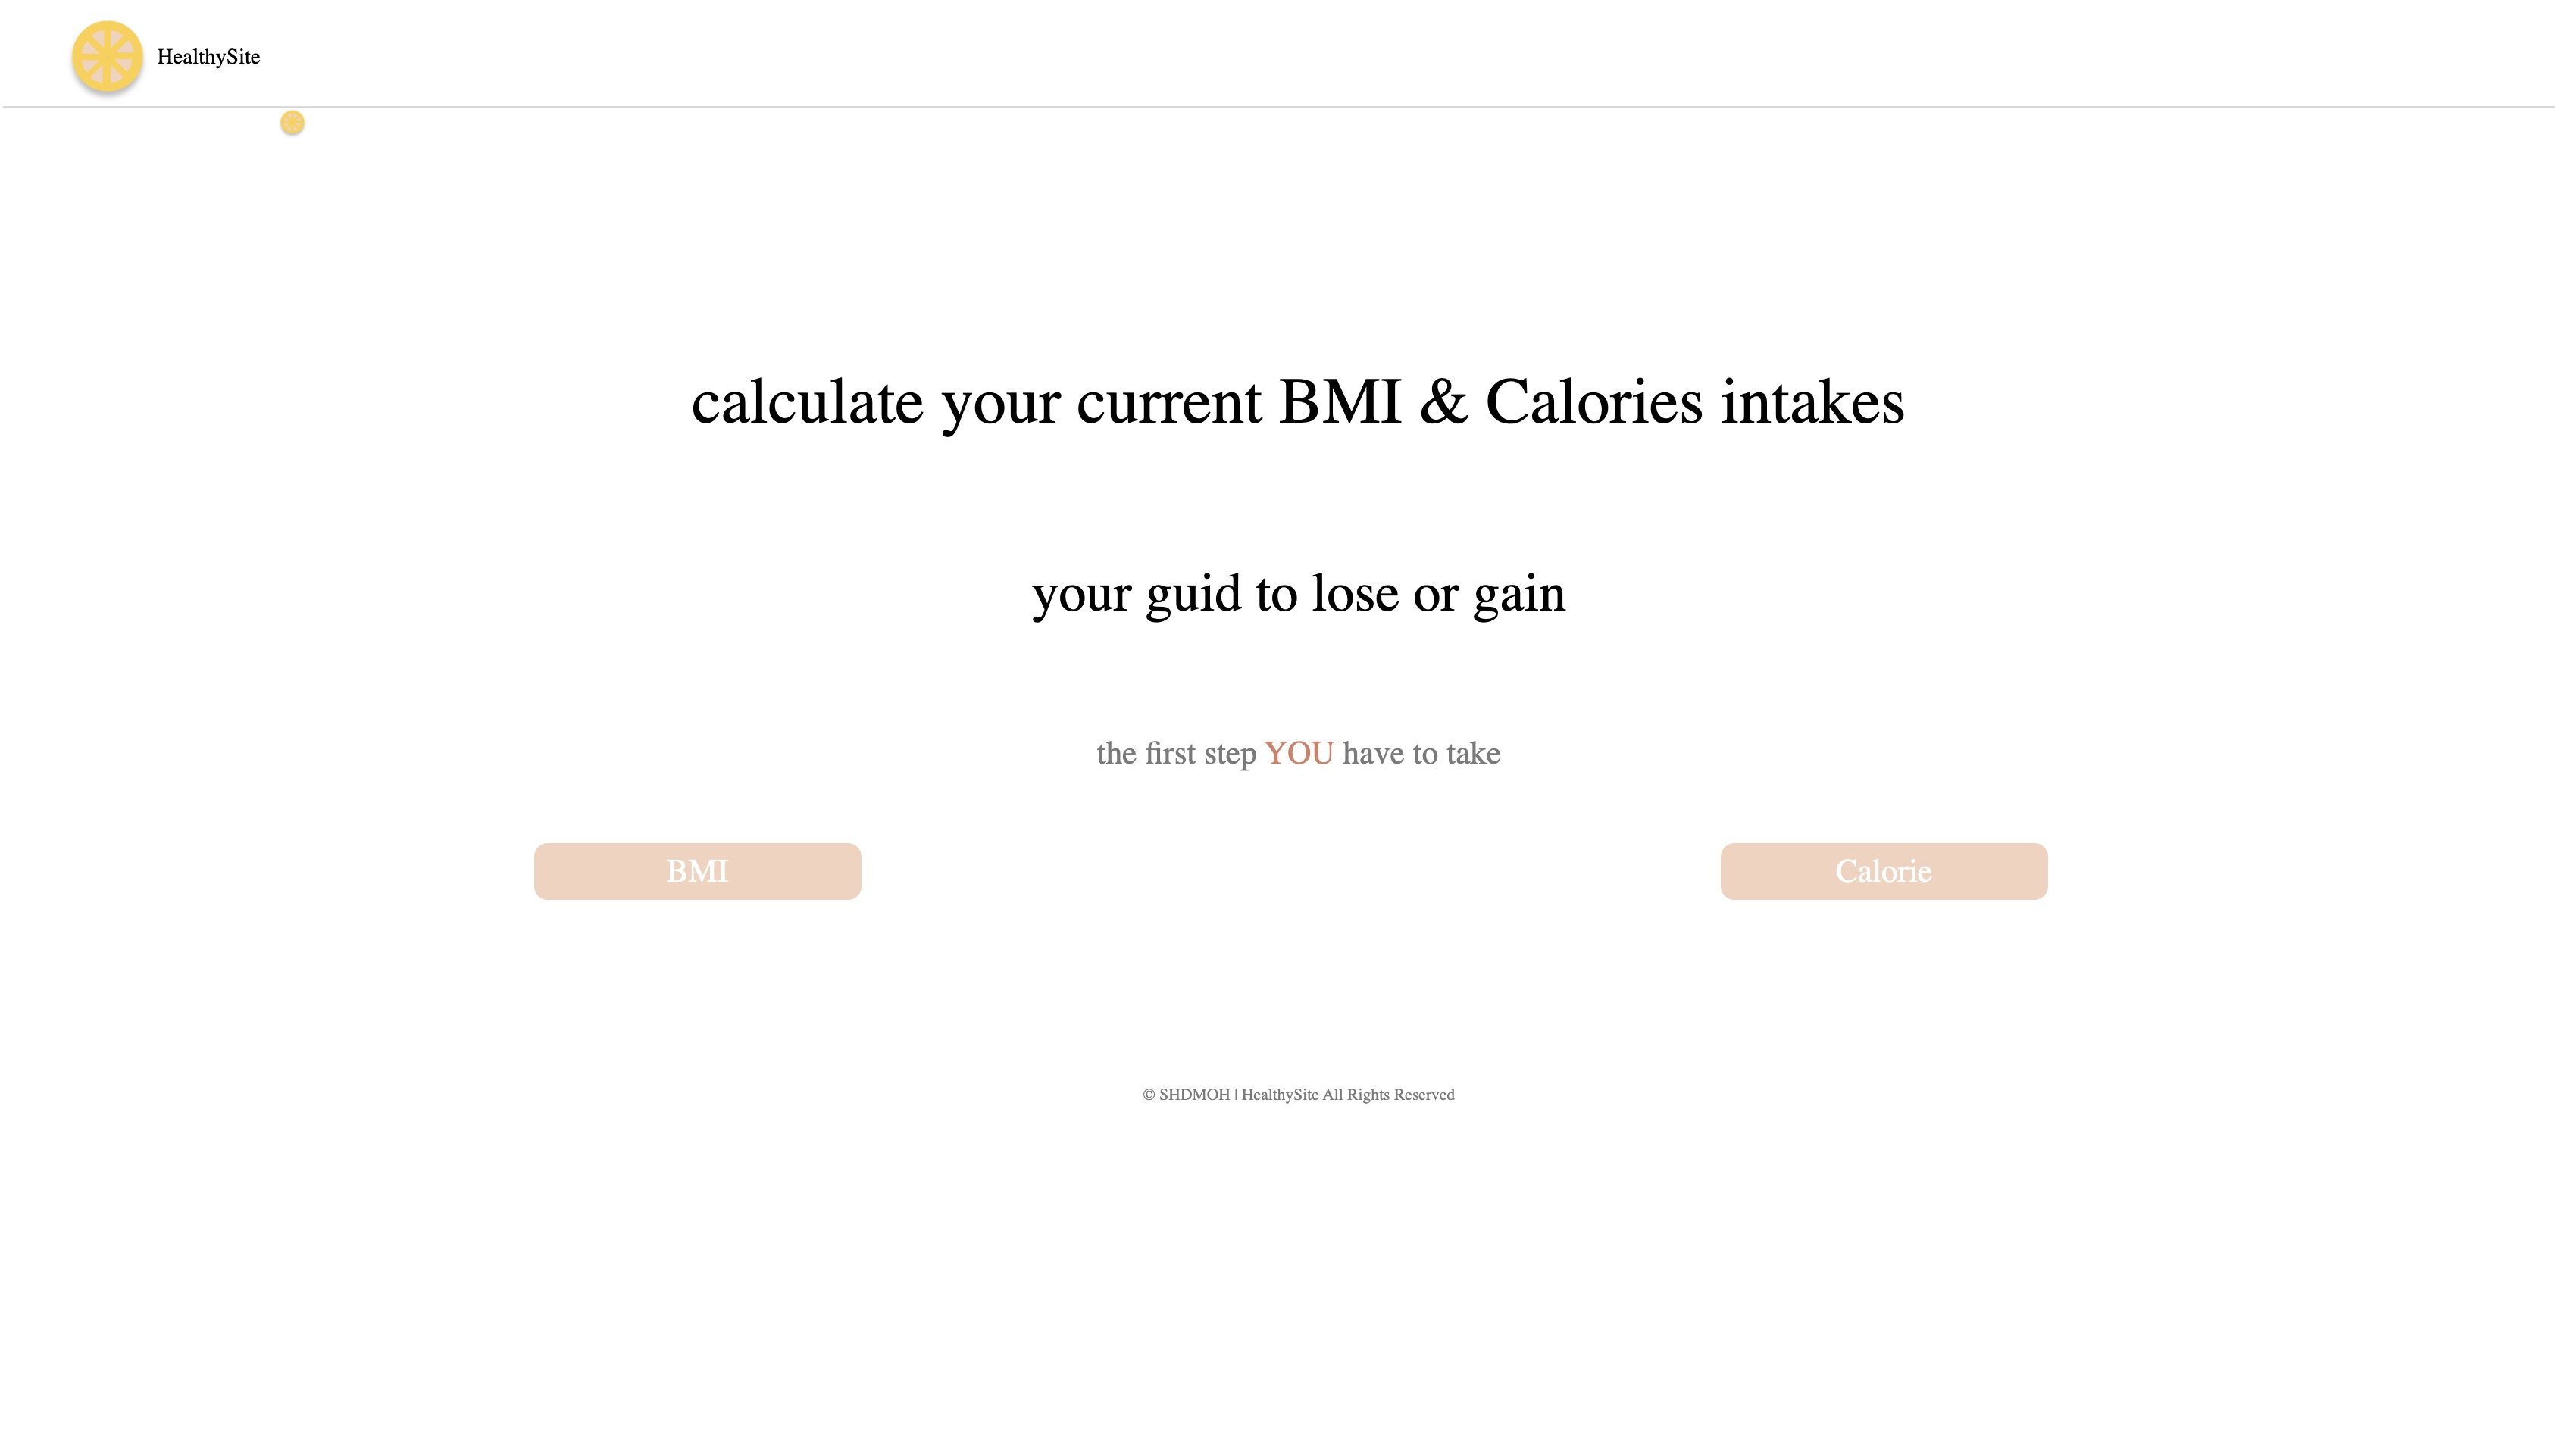 HealthySite
calculate your current BMI & Calories intakes
your guid to lose or gain
the first step YOU have to take
BMI
Calorie
© SHDMOH | HealthySite All Rights Reserved